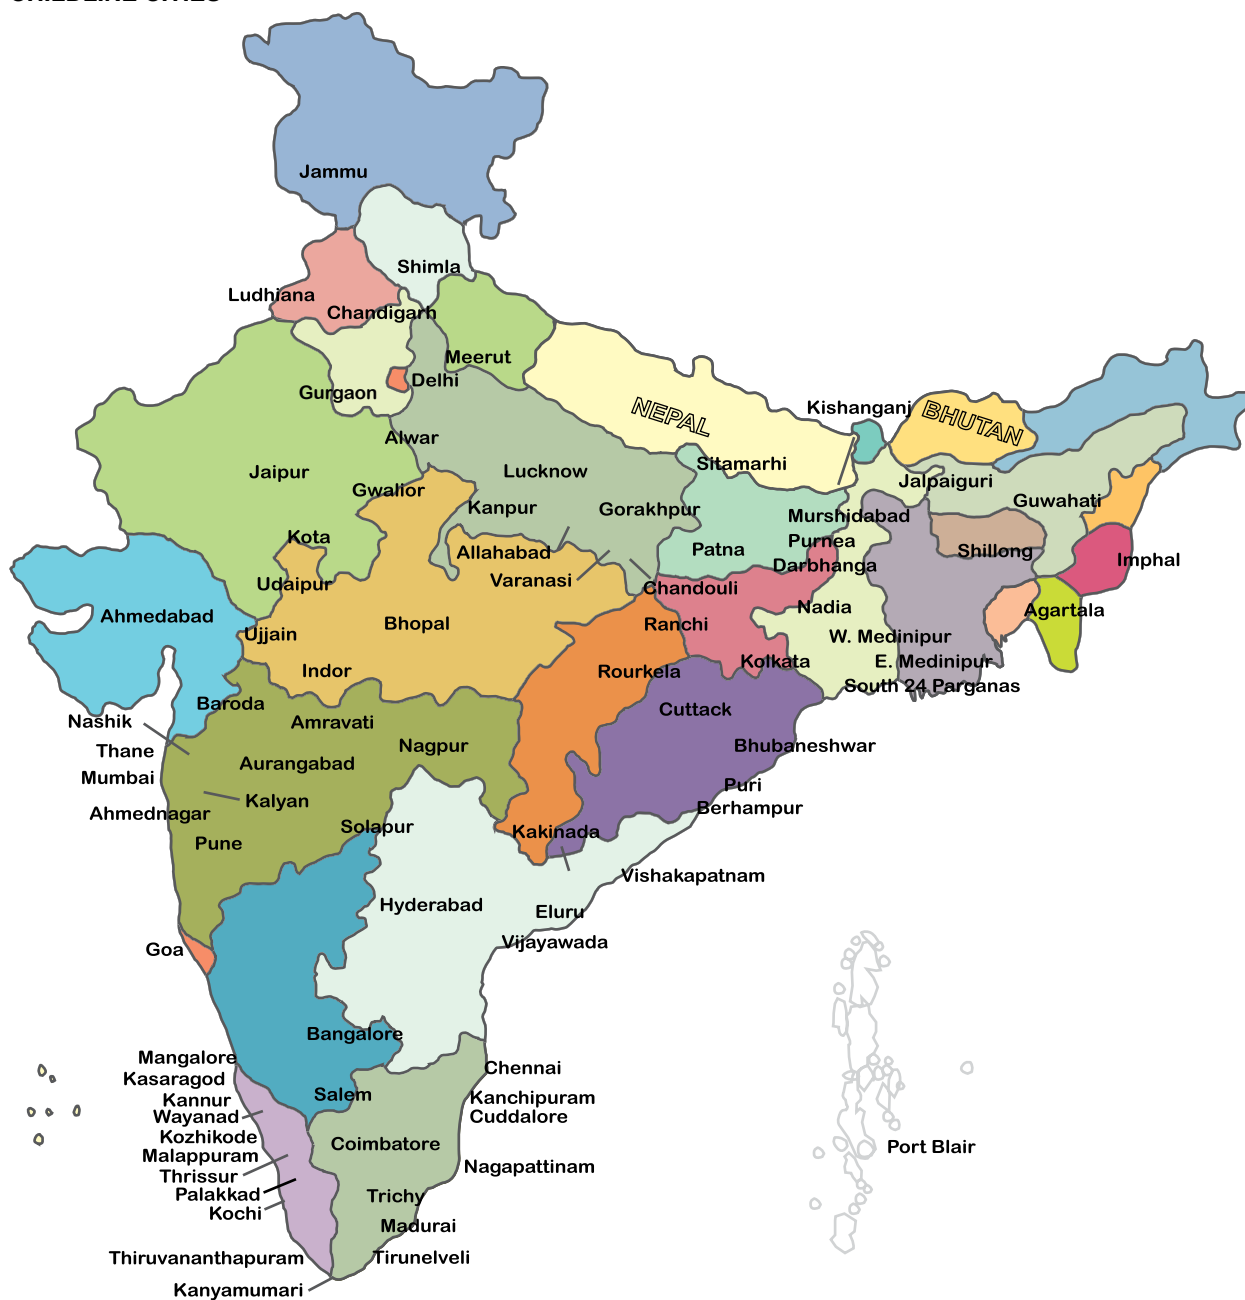 Jammu
Shimla
Ludhiana
Chandigarh
Meerut
Delhi
Gurgaon
NEPAL
Kishanganj
BHUTAN
Alwar
Sitamarhi
Jaipur
Lucknow
Jalpaiguri
Gwalior
Guwahati
Kanpur
Gorakhpur
Murshidabad
Kota
Purnea
Patna
Allahabad
Shillong
Imphal
Darbhanga
Varanasi
Udaipur
Chandouli
Nadia
Agartala
Ahmedabad
Bhopal
Ranchi
Ujjain
W. Medinipur
Kolkata
E. Medinipur
Indor
Rourkela
South 24 Parganas
Baroda
Cuttack
Nashik
Amravati
Thane
Nagpur
Bhubaneshwar
Aurangabad
Mumbai
Puri
Kalyan
Berhampur
Ahmednagar
Solapur
Kakinada
Pune
Vishakapatnam
Hyderabad
Eluru
Vijayawada
Goa
Bangalore
Mangalore
Chennai
Kasaragod
Salem
Kannur
Kanchipuram
Wayanad
Cuddalore
Kozhikode
Coimbatore
Port Blair
Malappuram
Nagapattinam
Thrissur
Palakkad
Trichy
Kochi
Madurai
Thiruvananthapuram
Tirunelveli
Kanyamumari